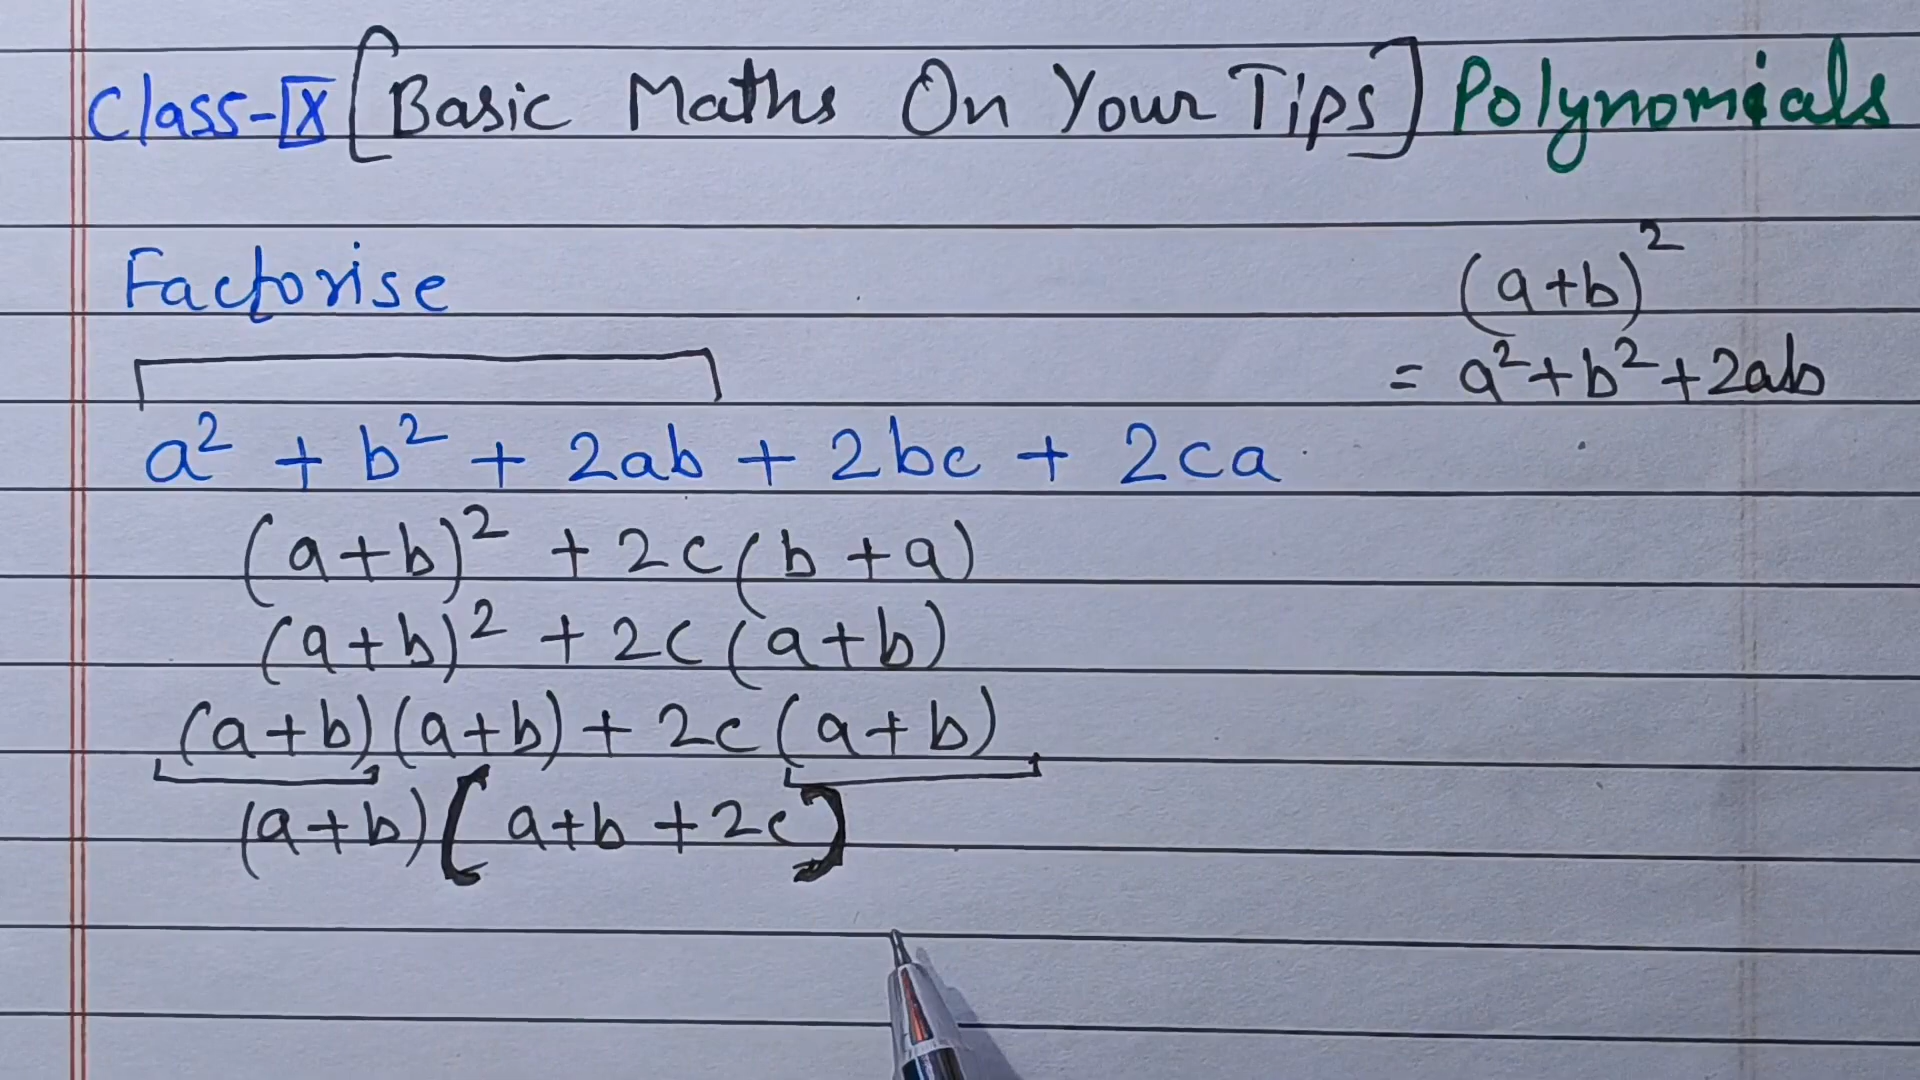 Class-IX [Basic Maths On Your Tips] Polynomials
Factorise
(a+b)²
= a²+b²+2ab
a² + b² + 2ab + 2bc + 2ca
(a+b)² + 2c(b+a)
(a+b)² + 2c(a+b)
(a+b)(a+b) + 2c(a+b)
(a+b)[a+b+2c]